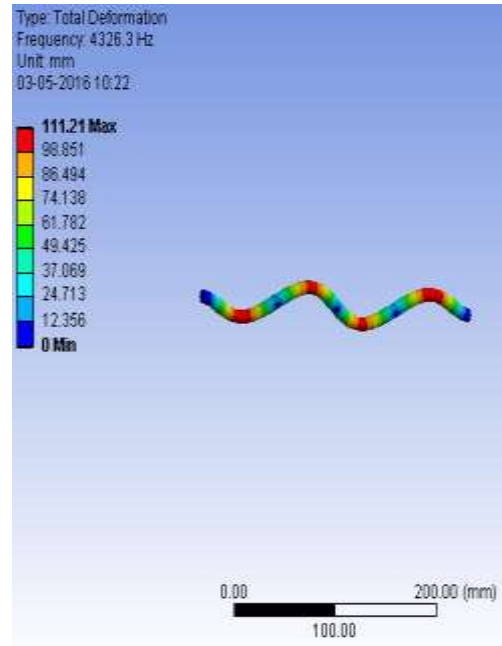 Type: Total Deformation
Frequency: 4326.3 Hz
Unit: mm
03-05-2016 10:22
111.21 Max
98.851
86.494
74.138
61.782
49.425
37.069
24.713
12.356
0 Min
0.00 200.00 (mm)
100.00